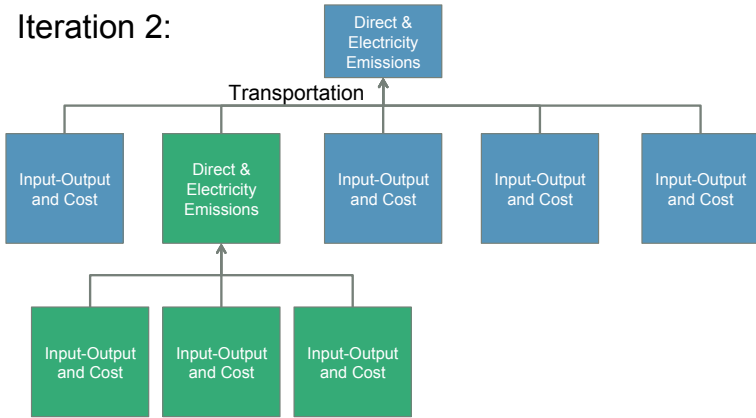 Iteration 2:
Direct &
Electricity
Emissions
Transportation
Input-Output
and Cost
Direct &
Electricity
Emissions
Input-Output
and Cost
Input-Output
and Cost
Input-Output
and Cost
Input-Output
and Cost
Input-Output
and Cost
Input-Output
and Cost